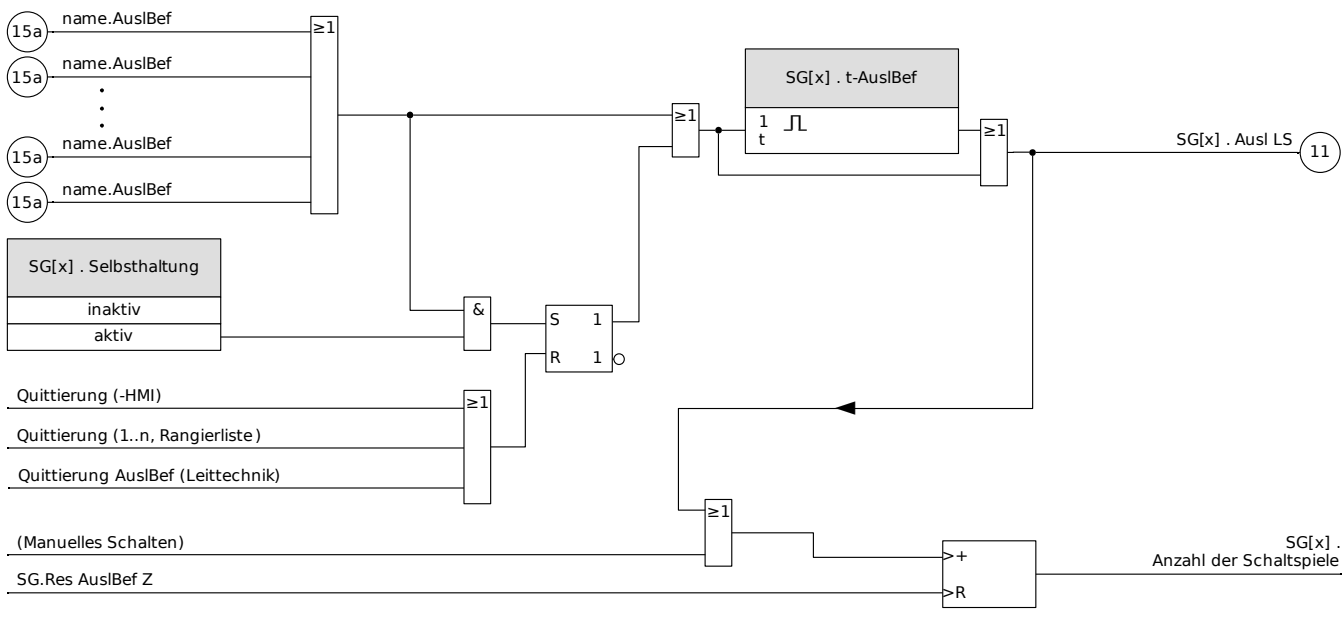 15a name.AuslBef
≥1
15a name.AuslBef
15a name.AuslBef
15a name.AuslBef
≥1
SG[x] . t-AuslBef
1
t
≥1
SG[x] . Ausl LS 11
SG[x] . Selbsthaltung
inaktiv
aktiv
&
S 1
R 1
Quittierung (-HMI)
≥1
Quittierung (1..n, Rangierliste)
Quittierung AuslBef (Leittechnik)
≥1
(Manuelles Schalten)
SG.Res AuslBef Z
>+
>R
SG[x] .
Anzahl der Schaltspiele